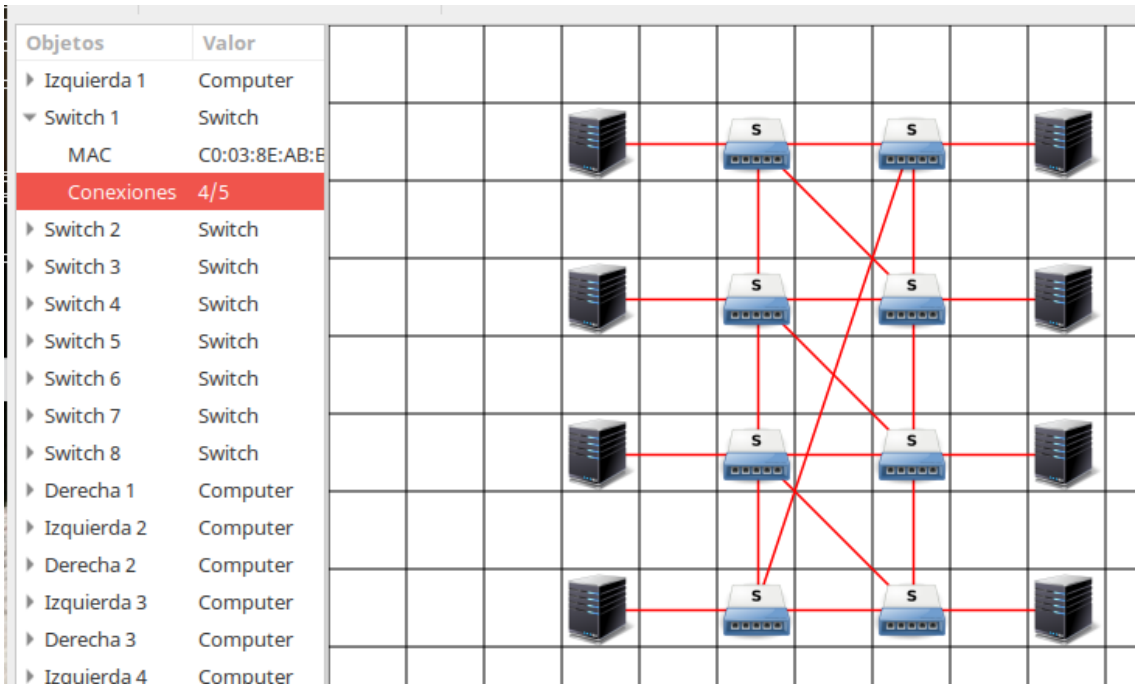 Objetos Valor
Izquierda 1 Computer
Switch 1 Switch
MAC C0:03:8E:AB:E
Conexiones 4/5
Switch 2 Switch
Switch 3 Switch
Switch 4 Switch
Switch 5 Switch
Switch 6 Switch
Switch 7 Switch
Switch 8 Switch
Derecha 1 Computer
Izquierda 2 Computer
Derecha 2 Computer
Izquierda 3 Computer
Derecha 3 Computer
Izquierda 4 Computer
S S
S S
S S
S S